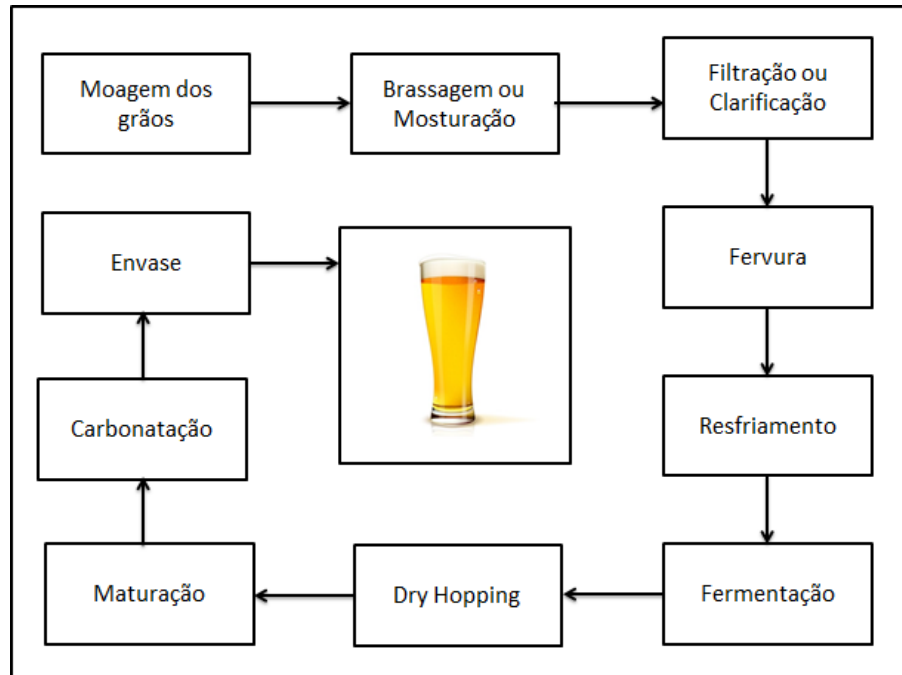 Moagem dos
grãos
Brassagem ou
Mosturação
Filtração ou
Clarificação
Fervura
Resfriamento
Fermentação
Dry Hopping
Maturação
Carbonatação
Envase